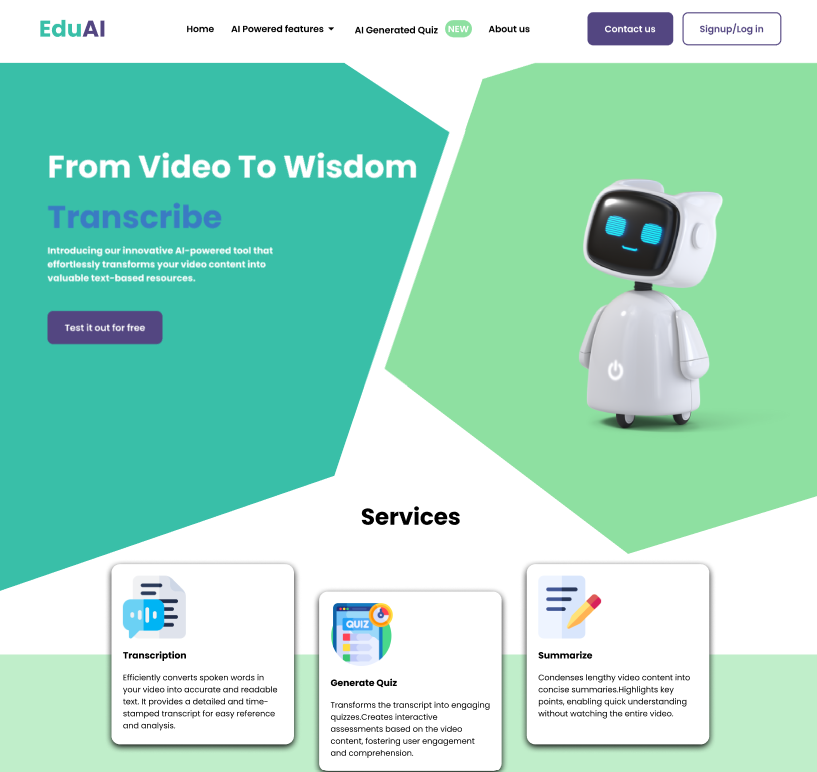 EduAI
Home
AI Powered features
AI Generated Quiz
NEW
About us
Contact us
Signup/Log in
From Video To Wisdom
Transcribe
Introducing our innovative AI-powered tool that
effortlessly transforms your video content into
valuable text-based resources.
Test it out for free
Services
Transcription
Efficiently converts spoken words in
your video into accurate and readable
text. It provides a detailed and time-
stamped transcript for easy reference
and analysis.
QUIZ
Generate Quiz
Transforms the transcript into engaging
quizzes.Creates interactive
assessments based on the video
content, fostering user engagement
and comprehension.
Summarize
Condenses lengthy video content into
concise summaries.Highlights key
points, enabling quick understanding
without watching the entire video.